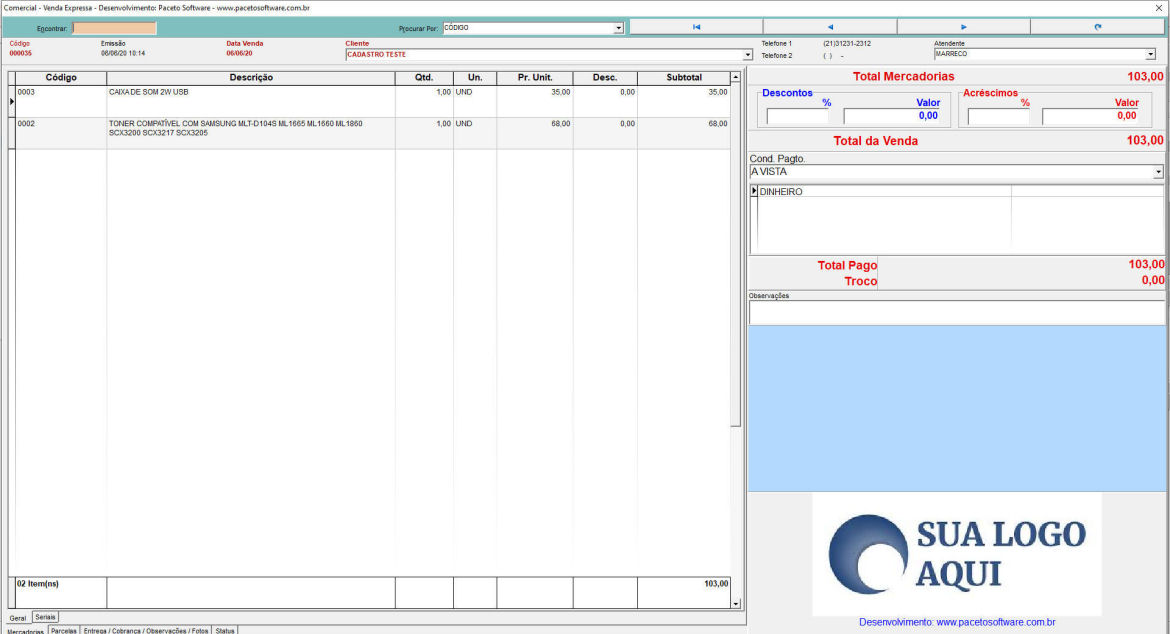 Comercial - Venda Expressa - Desenvolvimento: Paceto Software - www.pacetosoftware.com.br
Encontrar:
Procurar Por: CÓDIGO
Código
000035
Emissão
06/06/20 10:14
Data Venda
06/06/20
Cliente
CADASTRO TESTE
Telefone 1 (21)31231-2312
Telefone 2 ( ) -
Atendente
MARRECO
Código Descrição Qtd. Un. Pr. Unit. Desc. Subtotal
0003 CAIXA DE SOM 2W USB 1,00 UND 35,00 0,00 35,00
0002 TONER COMPATÍVEL COM SAMSUNG MLT-D104S ML1665 ML1660 ML1860 1,00 UND 68,00 0,00 68,00
SCX3200 SCX3217 SCX3205
02 Item(ns) 103,00
Geral Seriais
Mercadorias Parcelas Entrega / Cobrança / Observações / Fotos Status
Total Mercadorias 103,00
Descontos
% Valor
0,00
Acréscimos
% Valor
0,00
Total da Venda 103,00
Cond. Pagto.
A VISTA
DINHEIRO
Total Pago 103,00
Troco 0,00
Observações
SUA LOGO
AQUI
Desenvolvimento: www.pacetosoftware.com.br